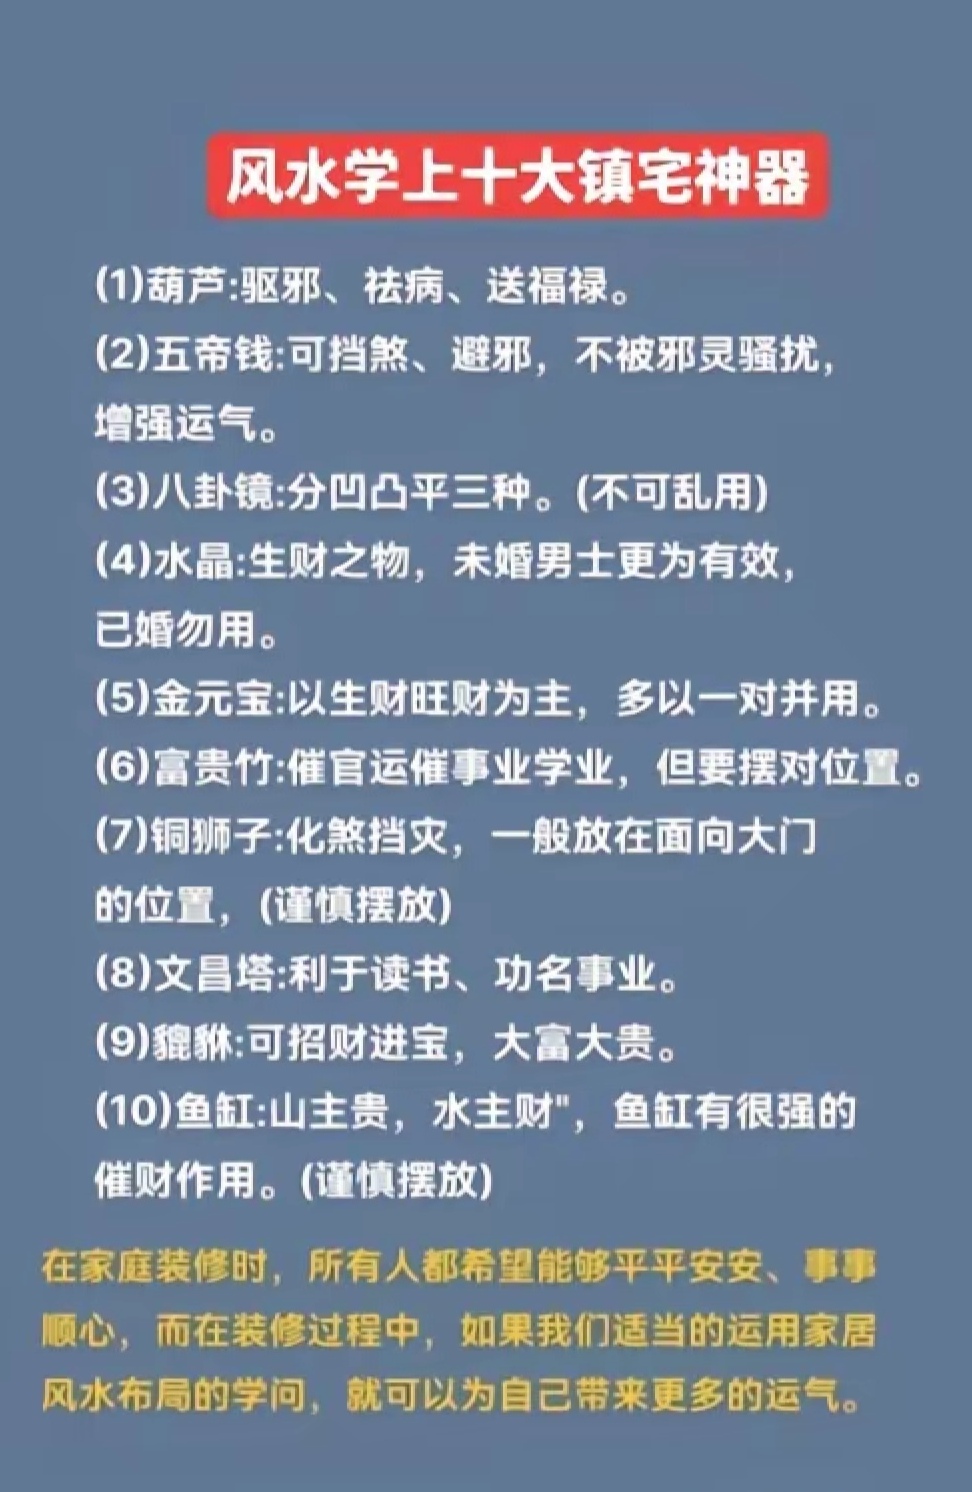 风水学上十大镇宅神器
(1)葫芦:驱邪、祛病、送福禄。
(2)五帝钱:可挡煞、避邪，不被邪灵骚扰，
增强运气。
(3)八卦镜:分凹凸平三种。(不可乱用)
(4)水晶:生财之物，未婚男士更为有效，
已婚勿用。
(5)金元宝:以生财旺财为主，多以一对并用。
(6)富贵竹:催官运催事业学业，但要摆对位置。
(7)铜狮子:化煞挡灾，一般放在面向大门
的位置，(谨慎摆放)
(8)文昌塔:利于读书、功名事业。
(9)貔貅:可招财进宝，大富大贵。
(10)鱼缸:山主贵，水主财"，鱼缸有很强的
催财作用。(谨慎摆放)
在家庭装修时，所有人都希望能够平平安安、事事
顺心，而在装修过程中，如果我们适当的运用家居
风水布局的学问，就可以为自己带来更多的运气。